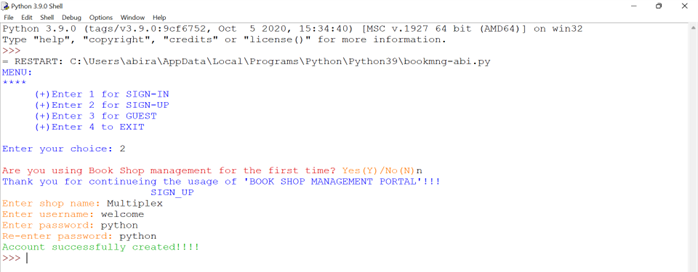 Python 3.9.0 Shell
File Edit Shell Debug Options Window Help
Python 3.9.0 (tags/v3.9.0:9cf6752, Oct  5 2020, 15:34:40) [MSC v.1927 64 bit (AMD64)] on win32
Type "help", "copyright", "credits" or "license()" for more information.
>>>
= RESTART: C:\Users\abira\AppData\Local\Programs\Python\Python39\bookmng-abi.py
MENU:
****
(+)Enter 1 for SIGN-IN
(+)Enter 2 for SIGN-UP
(+)Enter 3 for GUEST
(+)Enter 4 to EXIT
Enter your choice: 2
Are you using Book Shop management for the first time? Yes(Y)/No(N)n
Thank you for continueing the usage of 'BOOK SHOP MANAGEMENT PORTAL'!!!
SIGN_UP
Enter shop name: Multiplex
Enter username: welcome
Enter password: python
Re-enter password: python
Account successfully created!!!!
>>>